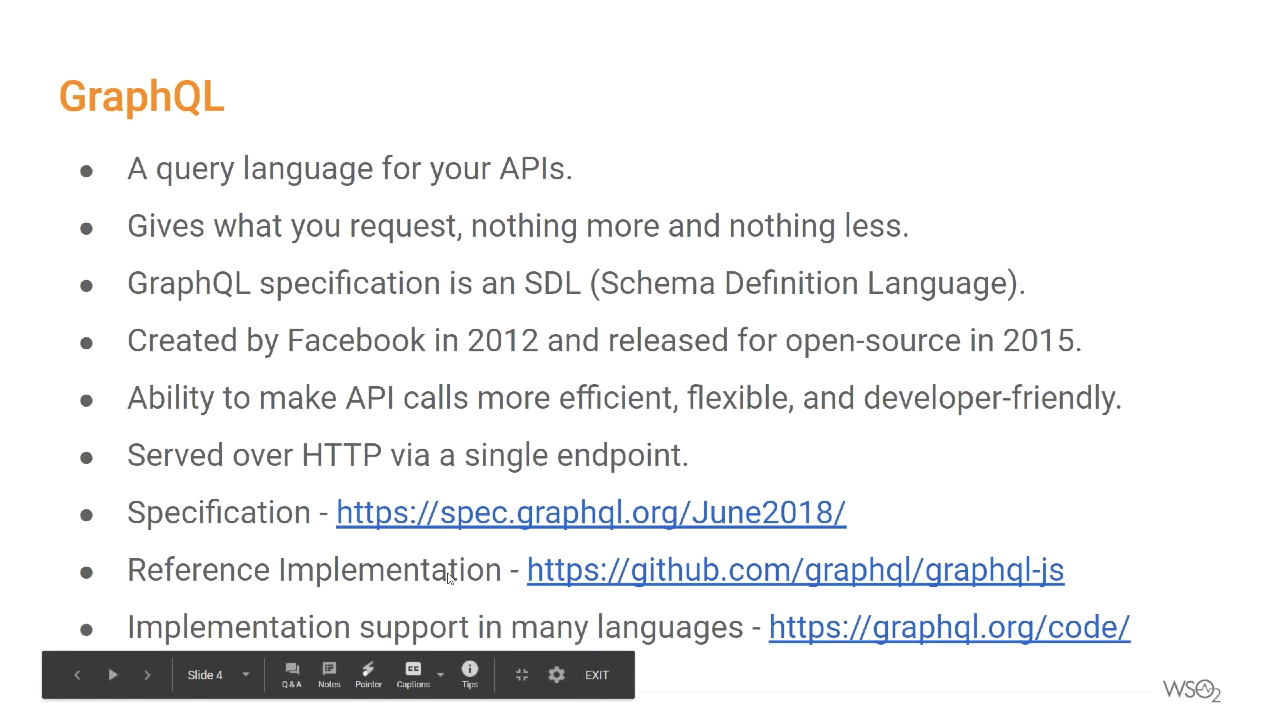 GraphQL
● A query language for your APIs.
● Gives what you request, nothing more and nothing less.
● GraphQL specification is an SDL (Schema Definition Language).
● Created by Facebook in 2012 and released for open-source in 2015.
● Ability to make API calls more efficient, flexible, and developer-friendly.
● Served over HTTP via a single endpoint.
● Specification - https://spec.graphql.org/June2018/
● Reference Implementation - https://github.com/graphql/graphql-js
● Implementation support in many languages - https://graphql.org/code/
Slide 4 Q & A Notes Pointer CC Captions Tips EXIT
WSO2